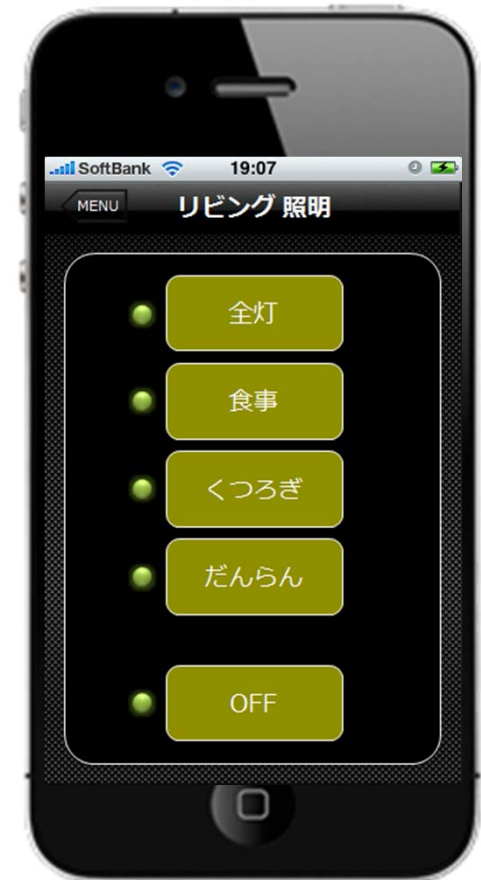 SoftBank 19:07
MENU リビング 照明
全灯
食事
くつろぎ
だんらん
OFF